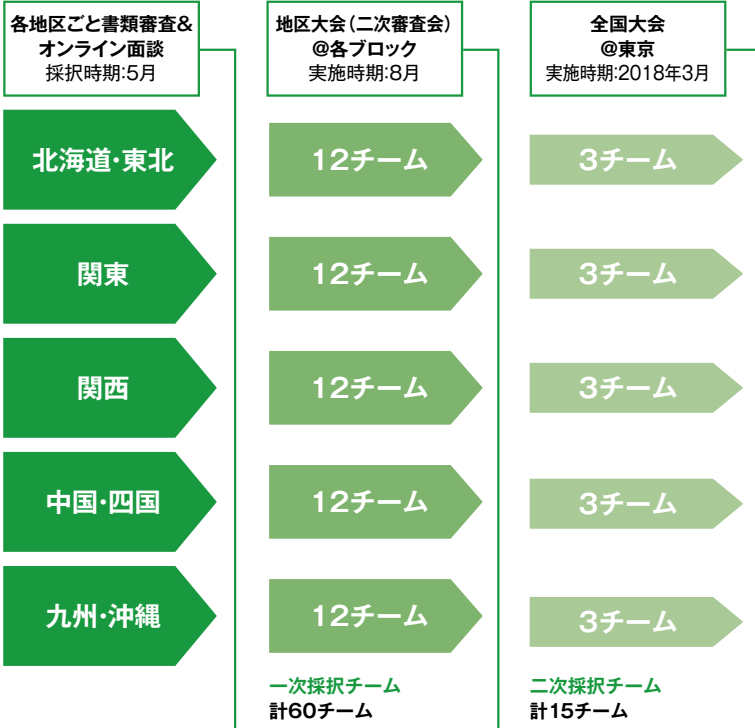 各地区ごと書類審査&
オンライン面談
採択時期:5月
地区大会(二次審査会)
@各ブロック
実施時期:8月
全国大会
@東京
実施時期:2018年3月
北海道・東北
12チーム
3チーム
関東
12チーム
3チーム
関西
12チーム
3チーム
中国・四国
12チーム
3チーム
九州・沖縄
12チーム
3チーム
一次採択チーム
計60チーム
二次採択チーム
計15チーム